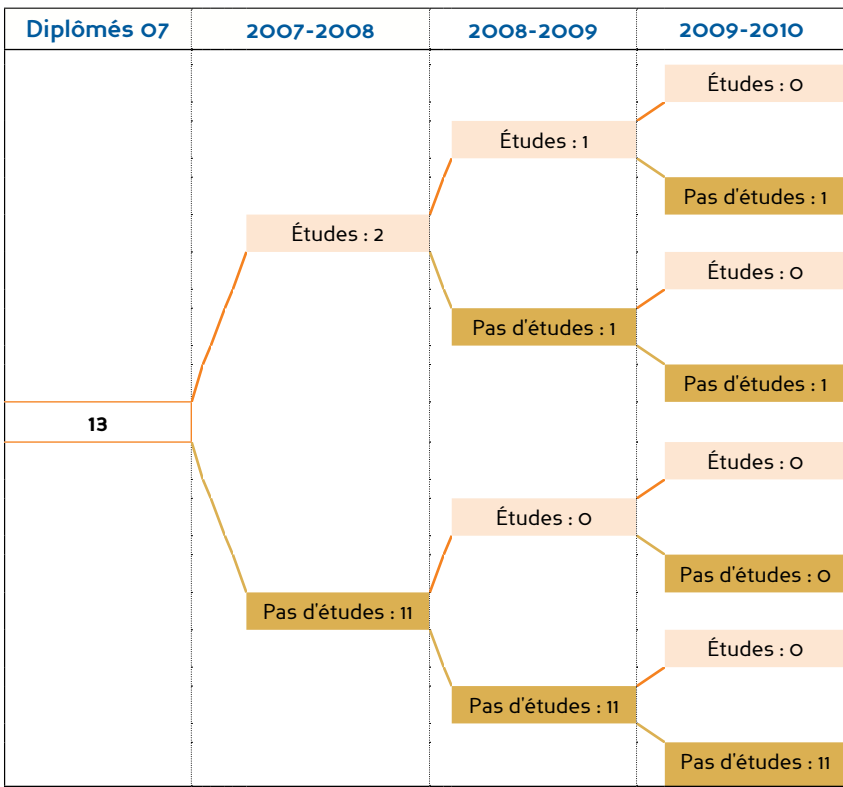 Diplômés 07 2007-2008 2008-2009 2009-2010
Études : 0
Études : 1
Pas d'études : 1
Études : 2
Études : 0
Pas d'études : 1
Pas d'études : 1
13
Études : 0
Études : 0
Pas d'études : 0
Pas d'études : 11
Études : 0
Pas d'études : 11
Pas d'études : 11